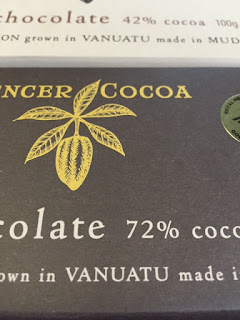 chocolate 42% cocoa 100g
ON grown in VANUATU made in MUD
NCER COCOA
colate 72% coco
own in VANUATU made i